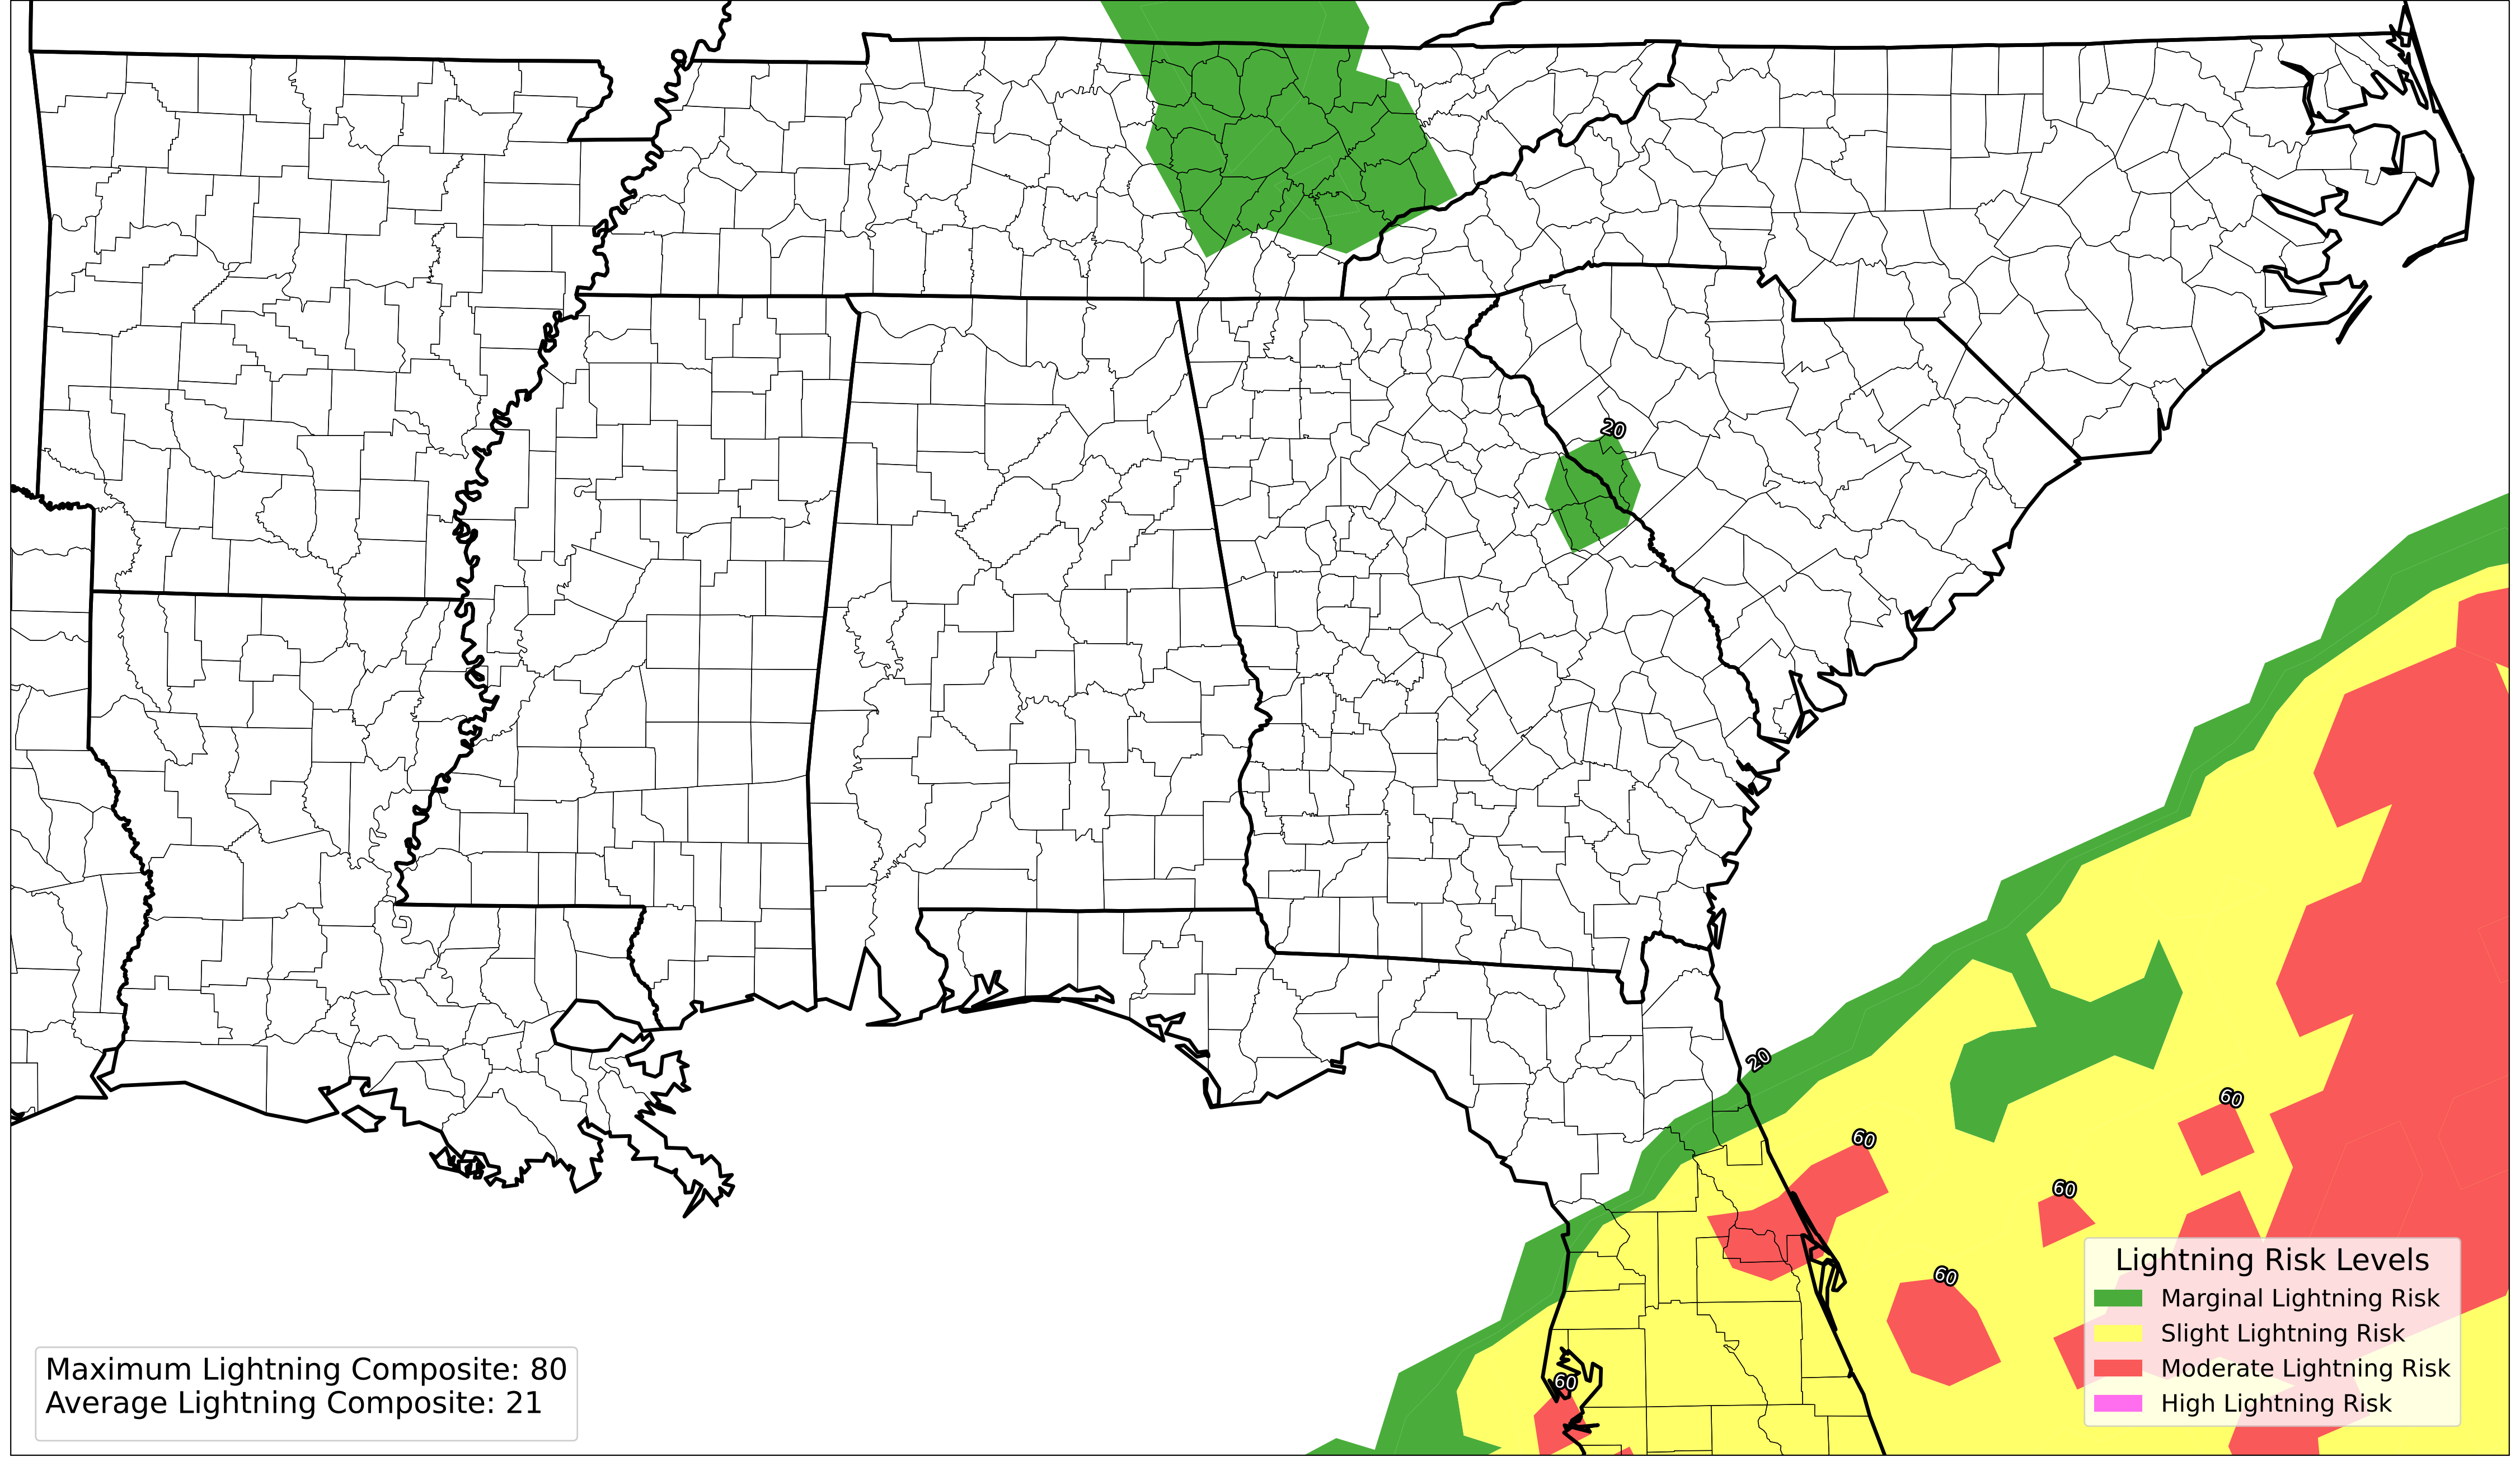 20
20
60
60
60
60
60
Lightning Risk Levels
Marginal Lightning Risk
Slight Lightning Risk
Moderate Lightning Risk
High Lightning Risk
Maximum Lightning Composite: 80
Average Lightning Composite: 21